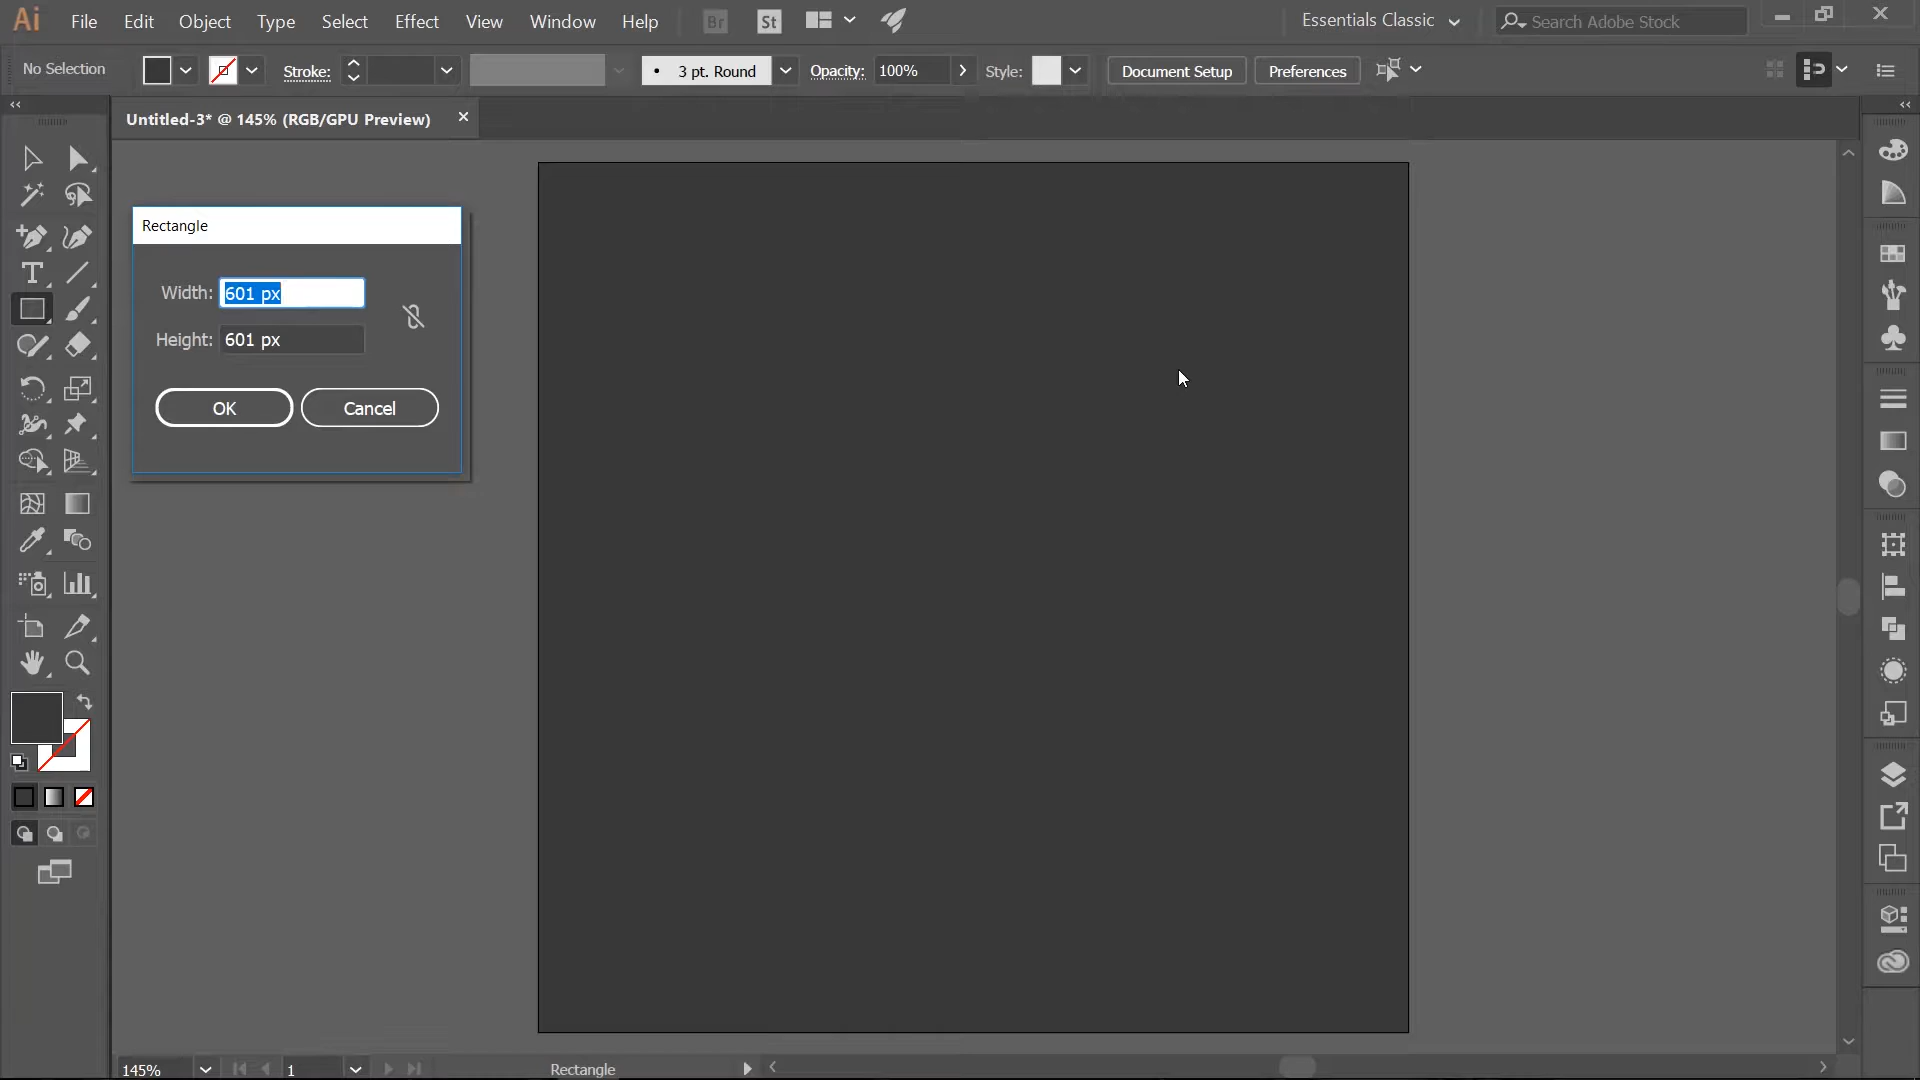 Ai File Edit Object Type Select Effect View Window Help Br St Essentials Classic Search Adobe Stock
No Selection Stroke: 3 pt. Round Opacity: 100% Style: Document Setup Preferences
Untitled-3* @ 145% (RGB/GPU Preview)
Rectangle
Width: 601 px
Height: 601 px
OK Cancel
145% 1 Rectangle